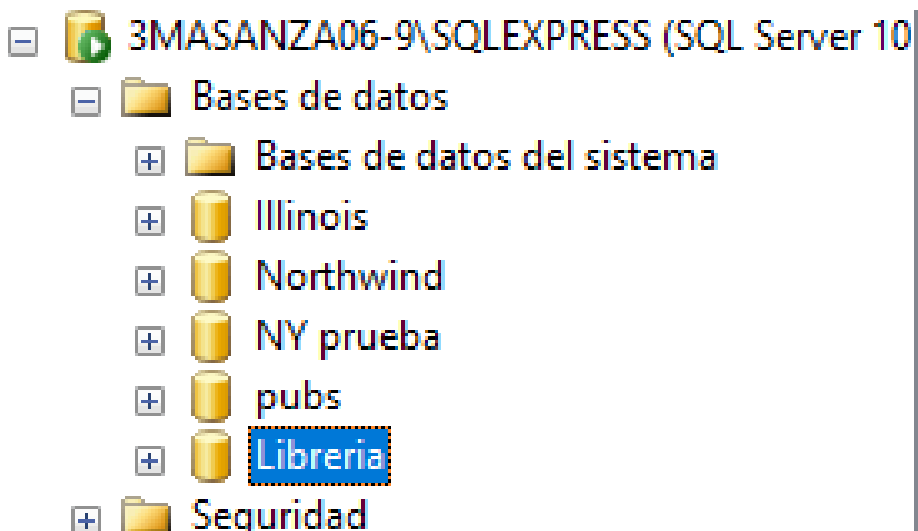 3MASANZA06-9\SQLEXPRESS (SQL Server 10
Bases de datos
Bases de datos del sistema
Illinois
Northwind
NY prueba
pubs
Libreria
Seguridad